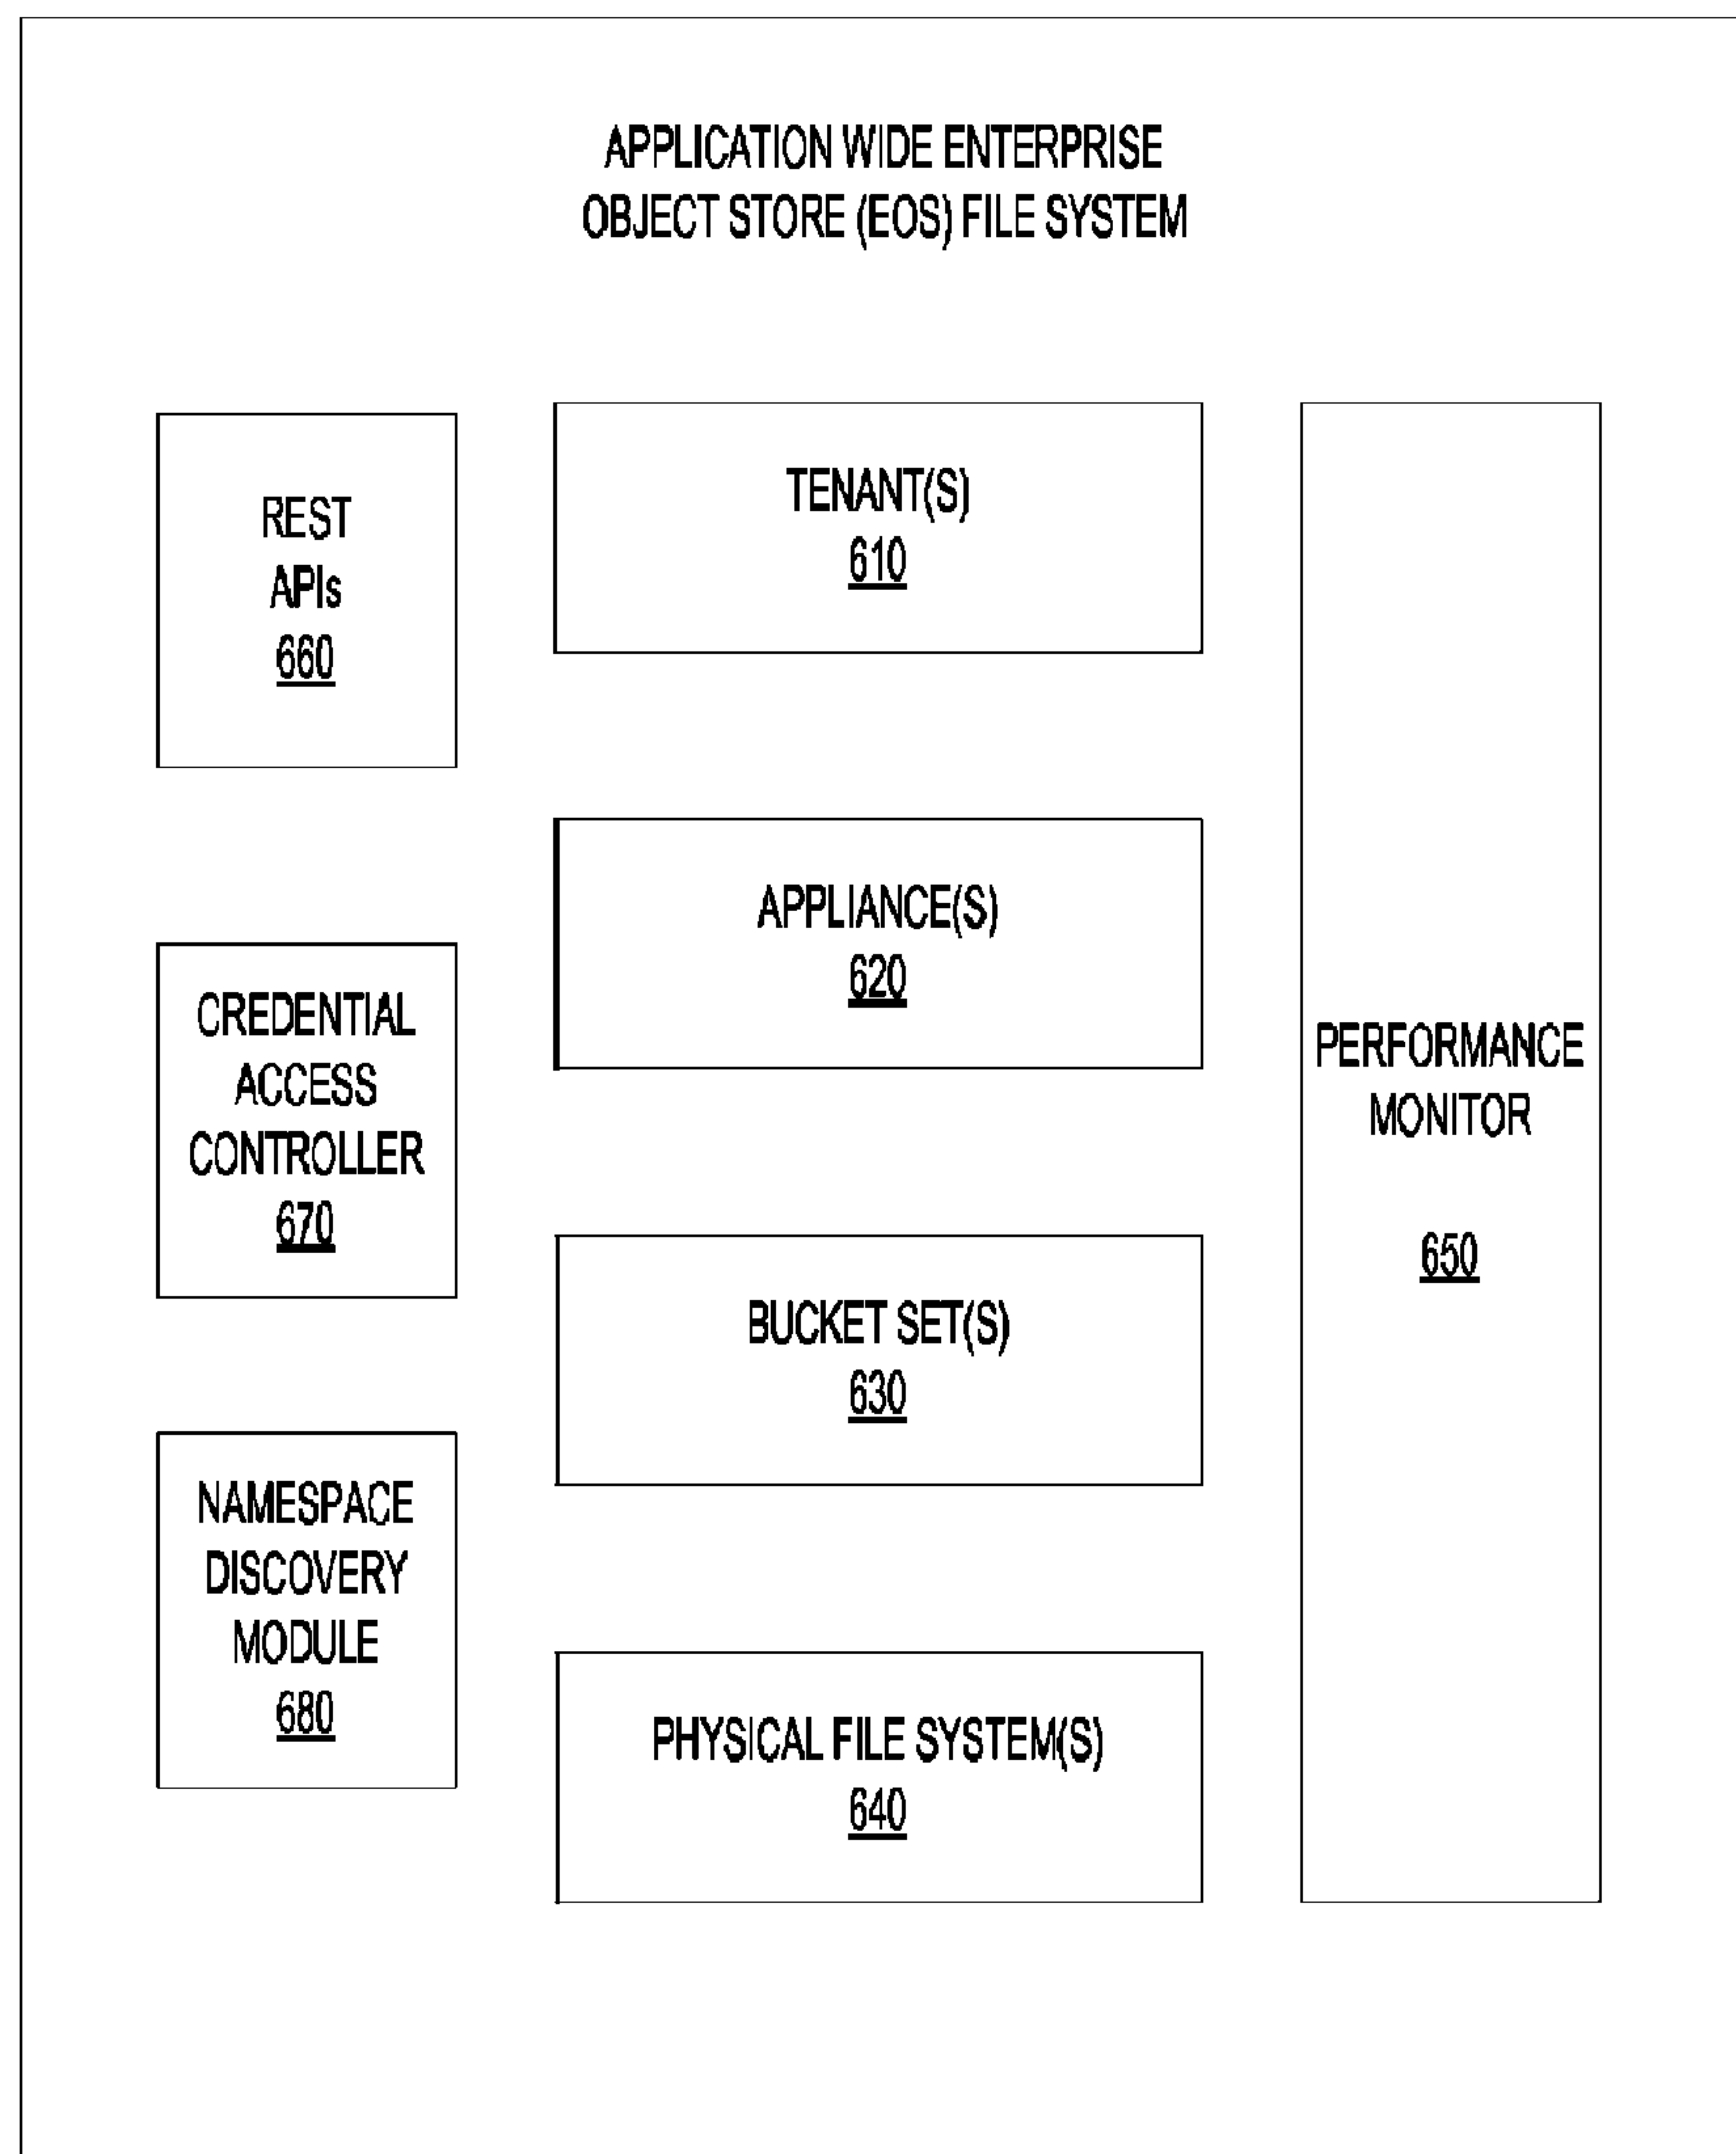 APPLICATION WIDE ENTERPRISE
OBJECT STORE (EOS) FILE SYSTEM
REST
APIs
660
CREDENTIAL
ACCESS
CONTROLLER
670
NAMESPACE
DISCOVERY
MODULE
680
TENANT(S)
610
APPLIANCE(S)
620
BUCKET SET(S)
630
PHYSICAL FILE SYSTEM(S)
640
PERFORMANCE
MONITOR
650